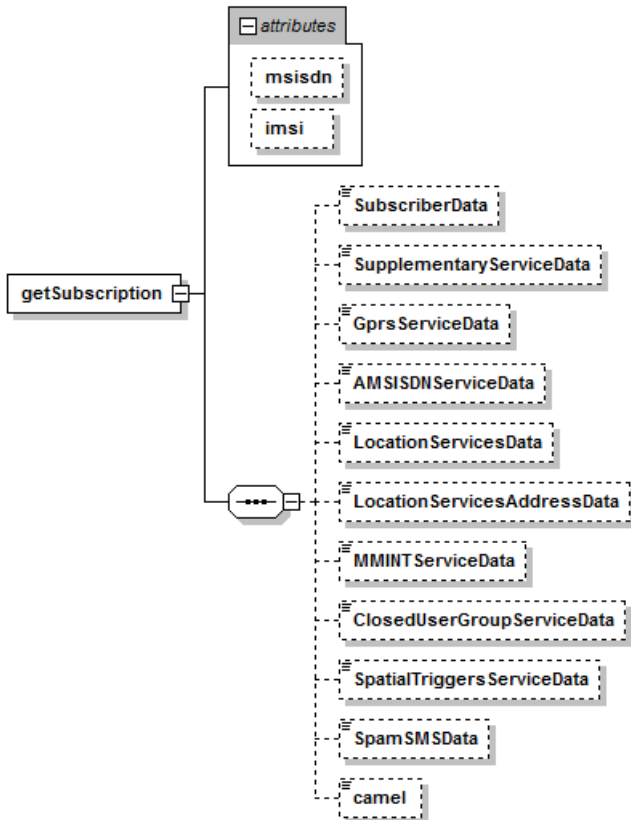 attributes
msisdn
imsi
getSubscription
SubscriberData
SupplementaryServiceData
GprsServiceData
AMSISDNServiceData
LocationServicesData
LocationServicesAddressData
MMINTServiceData
ClosedUserGroupServiceData
SpatialTriggersServiceData
SpamSMSData
camel